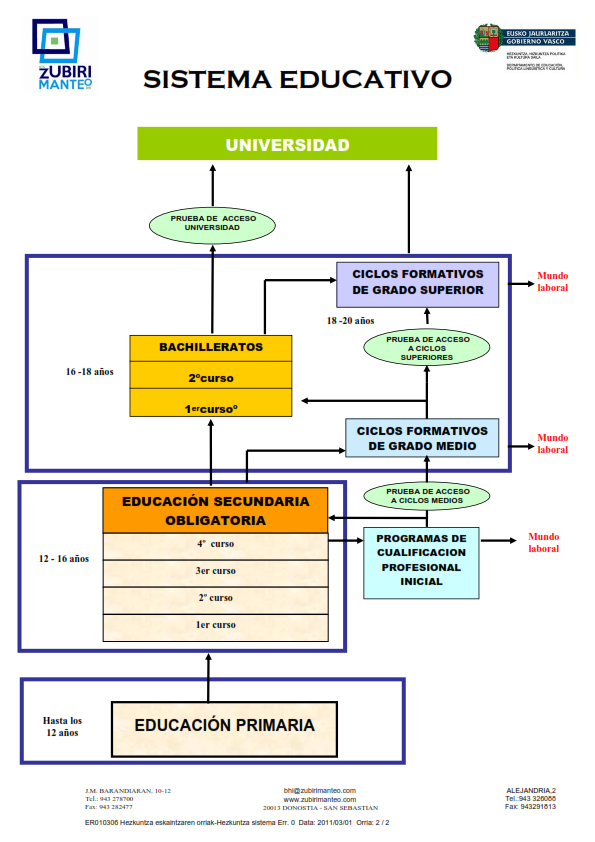 ZUBIRI
MANTEO
EUSKO JAURLARITZA
GOBIERNO VASCO
HEZKUNTZA, HIZKUNTZA POLITIKA
ETA KULTURA SAILA
DEPARTAMENTO DE EDUCACIÓN,
POLÍTICA LINGÜÍSTICA Y CULTURA
SISTEMA EDUCATIVO
UNIVERSIDAD
PRUEBA DE ACCESO
UNIVERSIDAD
CICLOS FORMATIVOS
DE GRADO SUPERIOR
Mundo
laboral
18 -20 años
PRUEBA DE ACCESO
A CICLOS
SUPERIORES
BACHILLERATOS
2ºcurso
1ercursoº
16 -18 años
CICLOS FORMATIVOS
DE GRADO MEDIO
Mundo
laboral
PRUEBA DE ACCESO
A CICLOS MEDIOS
EDUCACIÓN SECUNDARIA
OBLIGATORIA
4º curso
3er curso
2º curso
1er curso
12 - 16 años
PROGRAMAS DE
CUALIFICACION
PROFESIONAL
INICIAL
Mundo
laboral
Hasta los
12 años
EDUCACIÓN PRIMARIA
J.M. BARANDIARAN, 10-12
Tel.: 943 278700
Fax: 943 282477
bhi@zubirimanteo.com
www.zubirimanteo.com
20013 DONOSTIA - SAN SEBASTIAN
ALEJANDRIA,2
Tel.:943 326066
Fax: 943291613
ER010306 Hezkuntza eskaintzaren orriak-Hezkuntza sistema Err. 0 Data: 2011/03/01 Orria: 2 / 2